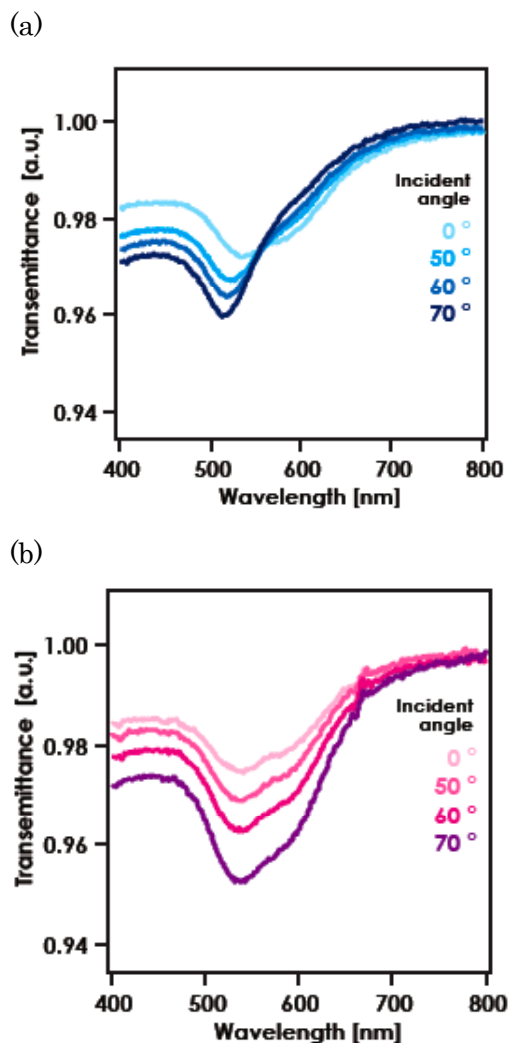 (a)
Transemittance [a.u.]
1.00
0.98
0.96
0.94
Incident
angle
0 °
50 °
60 °
70 °
400 500 600 700 800
Wavelength [nm]
(b)
Transemittance [a.u.]
1.00
0.98
0.96
0.94
Incident
angle
0 °
50 °
60 °
70 °
400 500 600 700 800
Wavelength [nm]